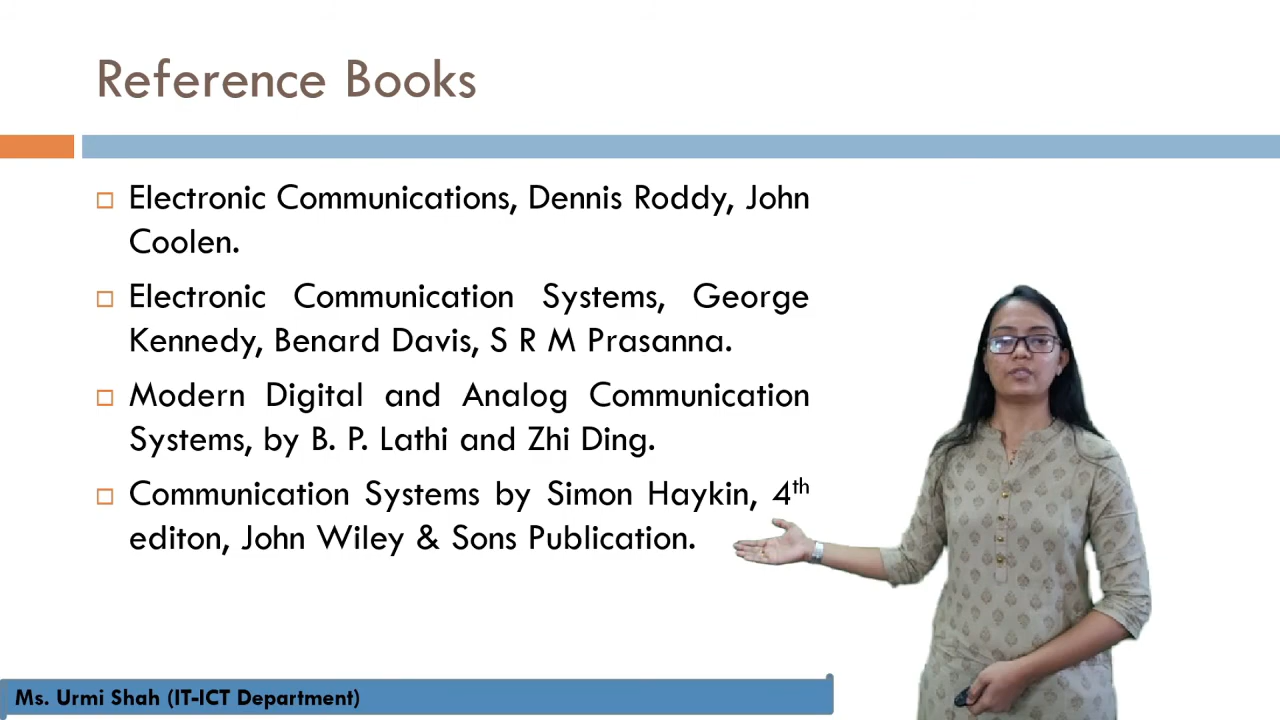 Reference Books
Electronic Communications, Dennis Roddy, John
Coolen.
Electronic Communication Systems, George
Kennedy, Benard Davis, S R M Prasanna.
Modern Digital and Analog Communication
Systems, by B. P. Lathi and Zhi Ding.
Communication Systems by Simon Haykin, 4th
editon, John Wiley & Sons Publication.
Ms. Urmi Shah (IT-ICT Department)